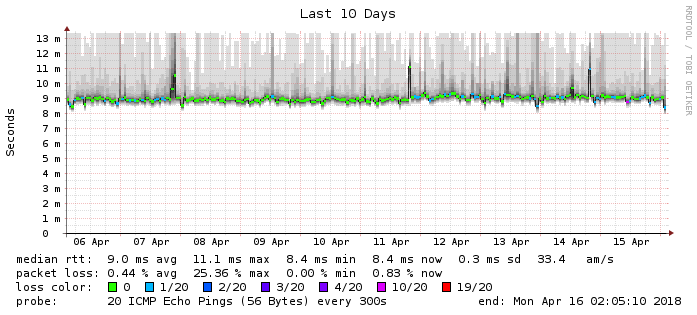 Last 10 Days
RRDTOOL / TOBI OETIKER
Seconds
13 m
12 m
11 m
10 m
9 m
8 m
7 m
6 m
5 m
4 m
3 m
2 m
1 m
0
06 Apr 07 Apr 08 Apr 09 Apr 10 Apr 11 Apr 12 Apr 13 Apr 14 Apr 15 Apr
median rtt: 9.0 ms avg 11.1 ms max 8.4 ms min 8.4 ms now 0.3 ms sd 33.4 am/s
packet loss: 0.44 % avg 25.36 % max 0.00 % min 0.83 % now
loss color: 0 1/20 2/20 3/20 4/20 10/20 19/20
probe: 20 ICMP Echo Pings (56 Bytes) every 300s end: Mon Apr 16 02:05:10 2018